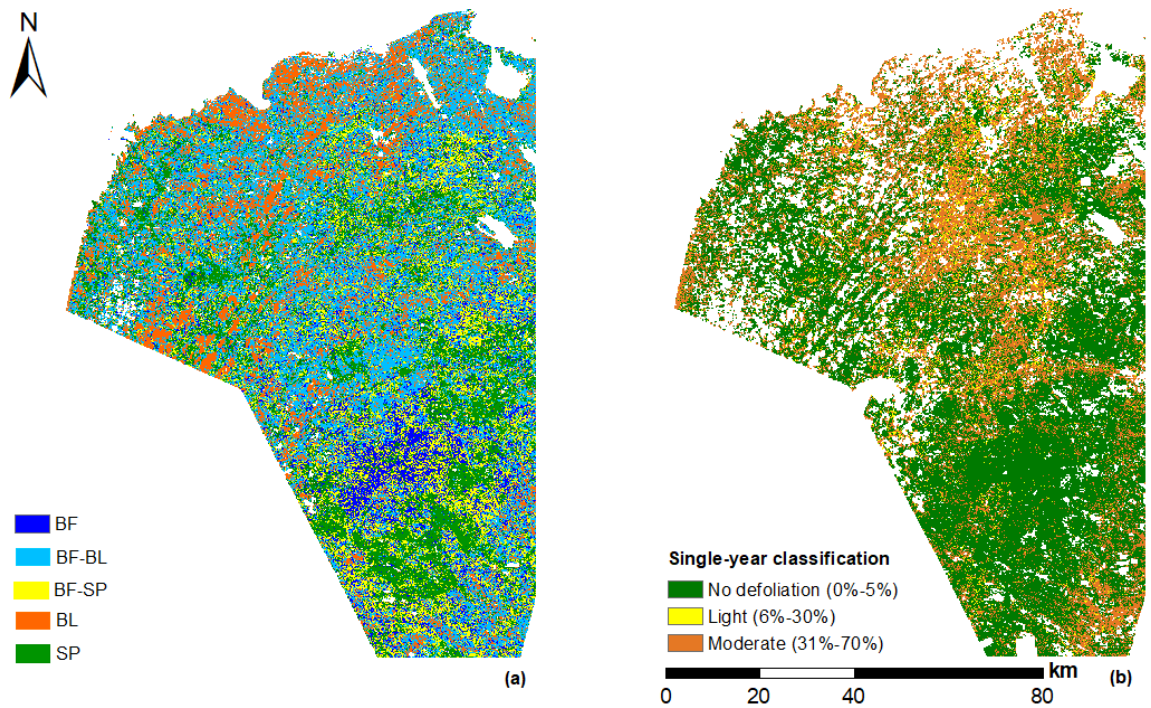 N
BF
BF-BL
BF-SP
BL
SP
(a)
Single-year classification
No defoliation (0%-5%)
Light (6%-30%)
Moderate (31%-70%)
km
0 20 40 80
(b)